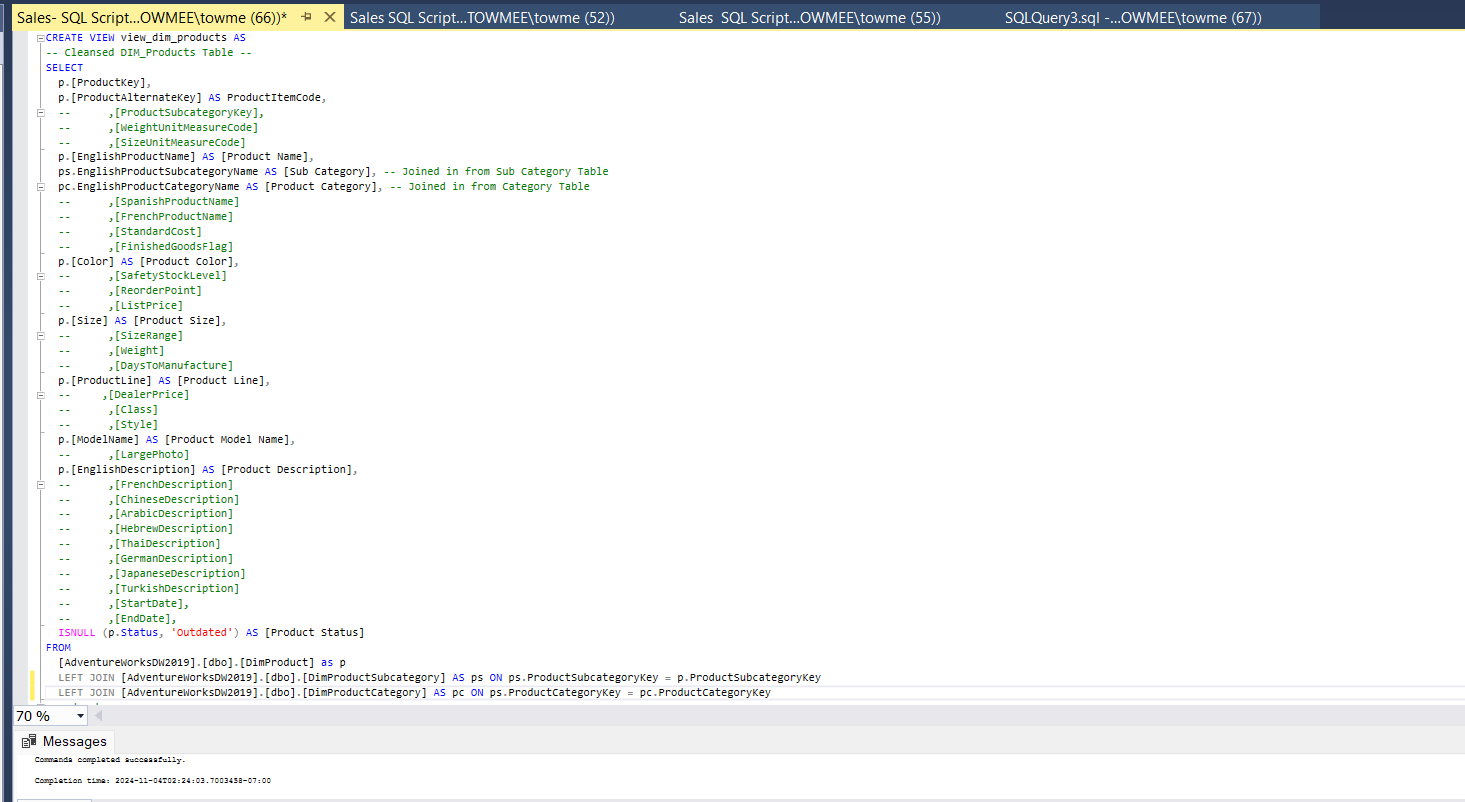 Sales- SQL Script...OWMEE\towme (66))*
Sales SQL Script...TOWMEE\towme (52))
Sales  SQL Script...OWMEE\towme (55))
SQLQuery3.sql -...OWMEE\towme (67))
CREATE VIEW view_dim_products AS
-- Cleansed DIM_Products Table --
SELECT
p.[ProductKey],
p.[ProductAlternateKey] AS ProductItemCode,
--      ,[ProductSubcategoryKey],
--      ,[WeightUnitMeasureCode]
--      ,[SizeUnitMeasureCode]
p.[EnglishProductName] AS [Product Name],
ps.EnglishProductSubcategoryName AS [Sub Category], -- Joined in from Sub Category Table
pc.EnglishProductCategoryName AS [Product Category], -- Joined in from Category Table
--      ,[SpanishProductName]
--      ,[FrenchProductName]
--      ,[StandardCost]
--      ,[FinishedGoodsFlag]
p.[Color] AS [Product Color],
--      ,[SafetyStockLevel]
--      ,[ReorderPoint]
--      ,[ListPrice]
p.[Size] AS [Product Size],
--      ,[SizeRange]
--      ,[Weight]
--      ,[DaysToManufacture]
p.[ProductLine] AS [Product Line],
--     ,[DealerPrice]
--      ,[Class]
--      ,[Style]
p.[ModelName] AS [Product Model Name],
--      ,[LargePhoto]
p.[EnglishDescription] AS [Product Description],
--      ,[FrenchDescription]
--      ,[ChineseDescription]
--      ,[ArabicDescription]
--      ,[HebrewDescription]
--      ,[ThaiDescription]
--      ,[GermanDescription]
--      ,[JapaneseDescription]
--      ,[TurkishDescription]
--      ,[StartDate],
--      ,[EndDate],
ISNULL (p.Status, 'Outdated') AS [Product Status]
FROM
[AdventureWorksDW2019].[dbo].[DimProduct] as p
LEFT JOIN [AdventureWorksDW2019].[dbo].[DimProductSubcategory] AS ps ON ps.ProductSubcategoryKey = p.ProductSubcategoryKey
LEFT JOIN [AdventureWorksDW2019].[dbo].[DimProductCategory] AS pc ON ps.ProductCategoryKey = pc.ProductCategoryKey
70 %
Messages
Commands completed successfully.
Completion time: 2024-11-04T02:24:03.7003458-07:00